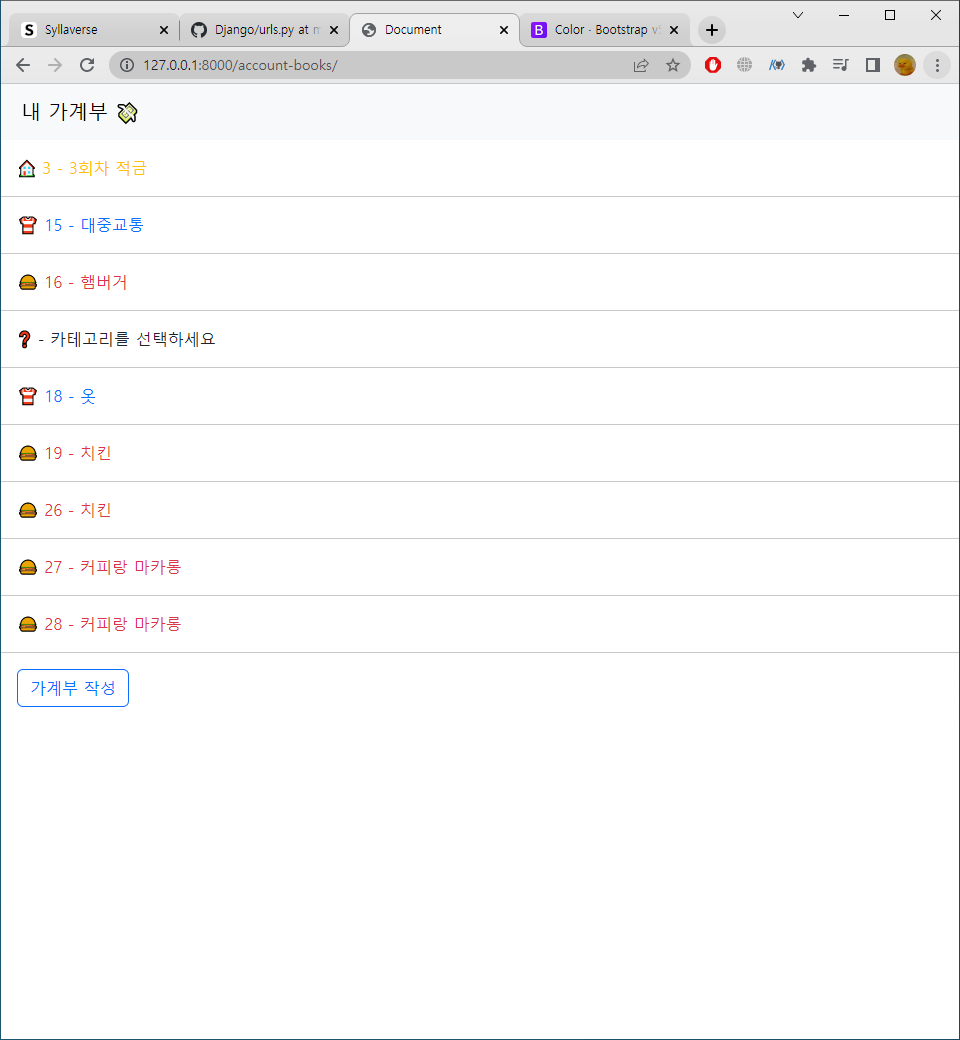 Syllaverse
Django/urls.py at m
Document
Color · Bootstrap v
127.0.0.1:8000/account-books/
내 가계부
3 - 3회차 적금
15 - 대중교통
16 - 햄버거
❓ - 카테고리를 선택하세요
18 - 옷
19 - 치킨
26 - 치킨
27 - 커피랑 마카롱
28 - 커피랑 마카롱
가계부 작성